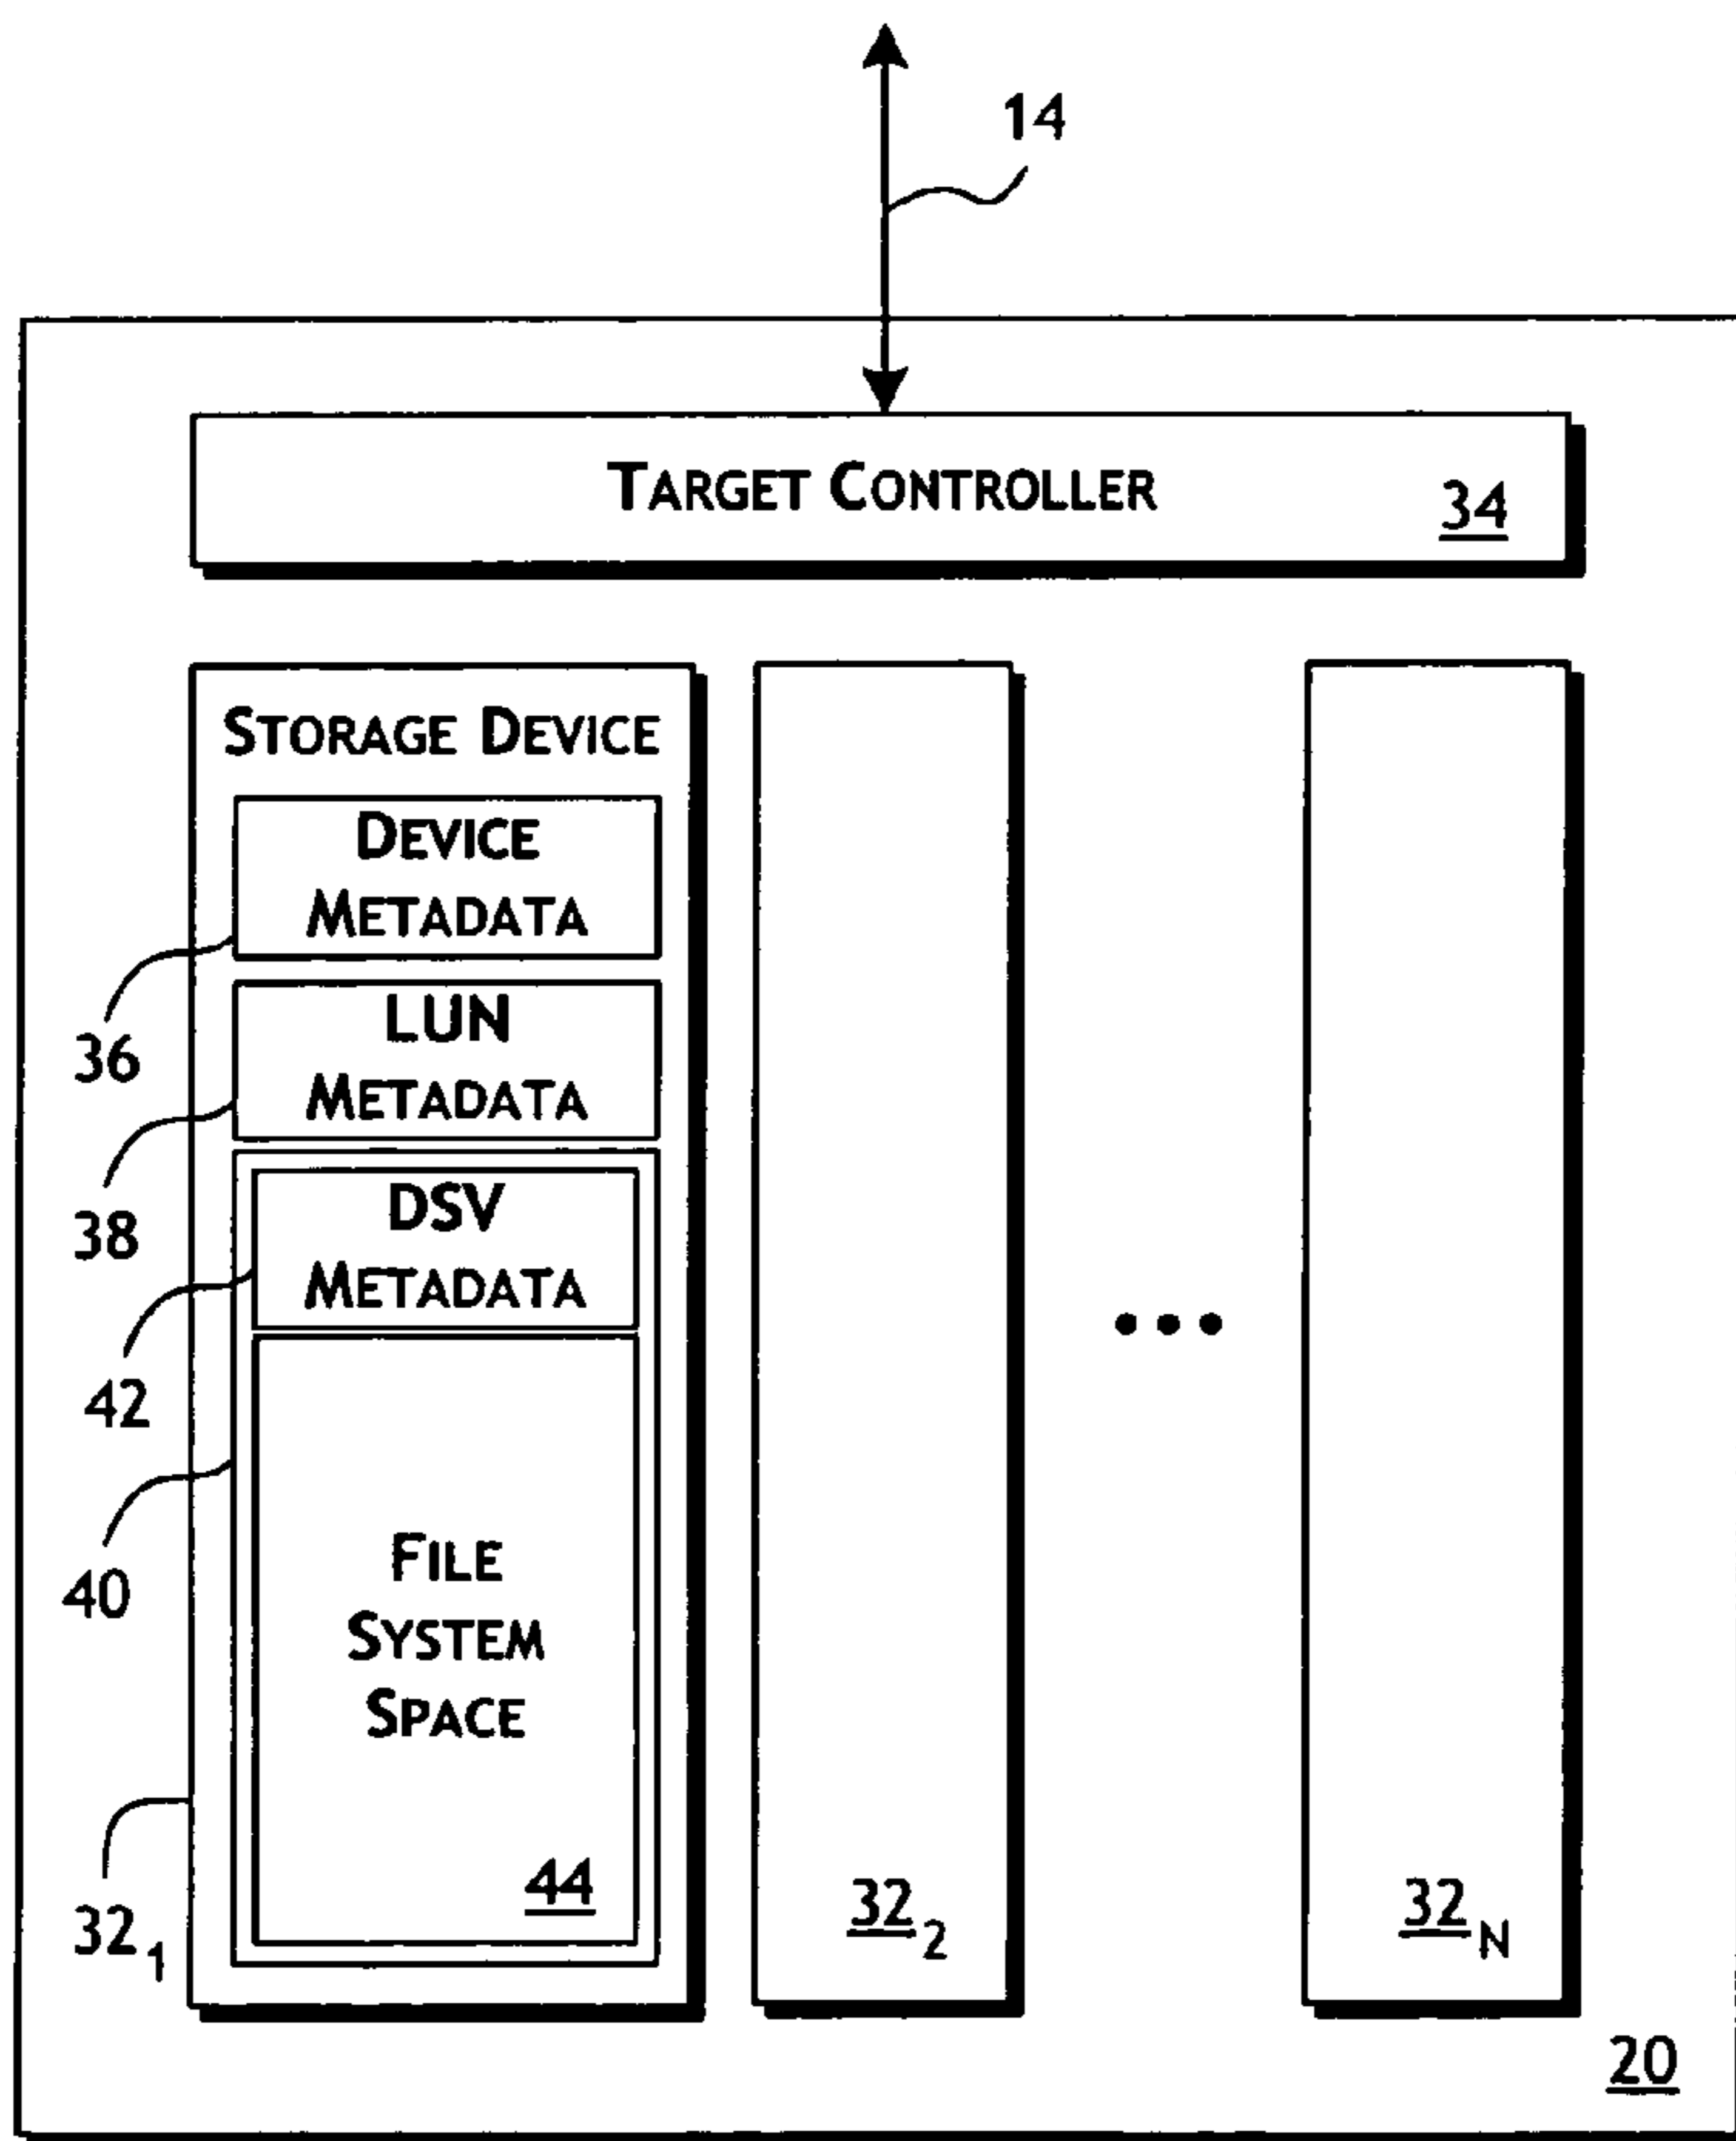 14
TARGET CONTROLLER 34
STORAGE DEVICE
DEVICE
METADATA
36
LUN
METADATA
38
DSV
METADATA
42
40
FILE
SYSTEM
SPACE
44
32₁
32₂
•••
32N
20